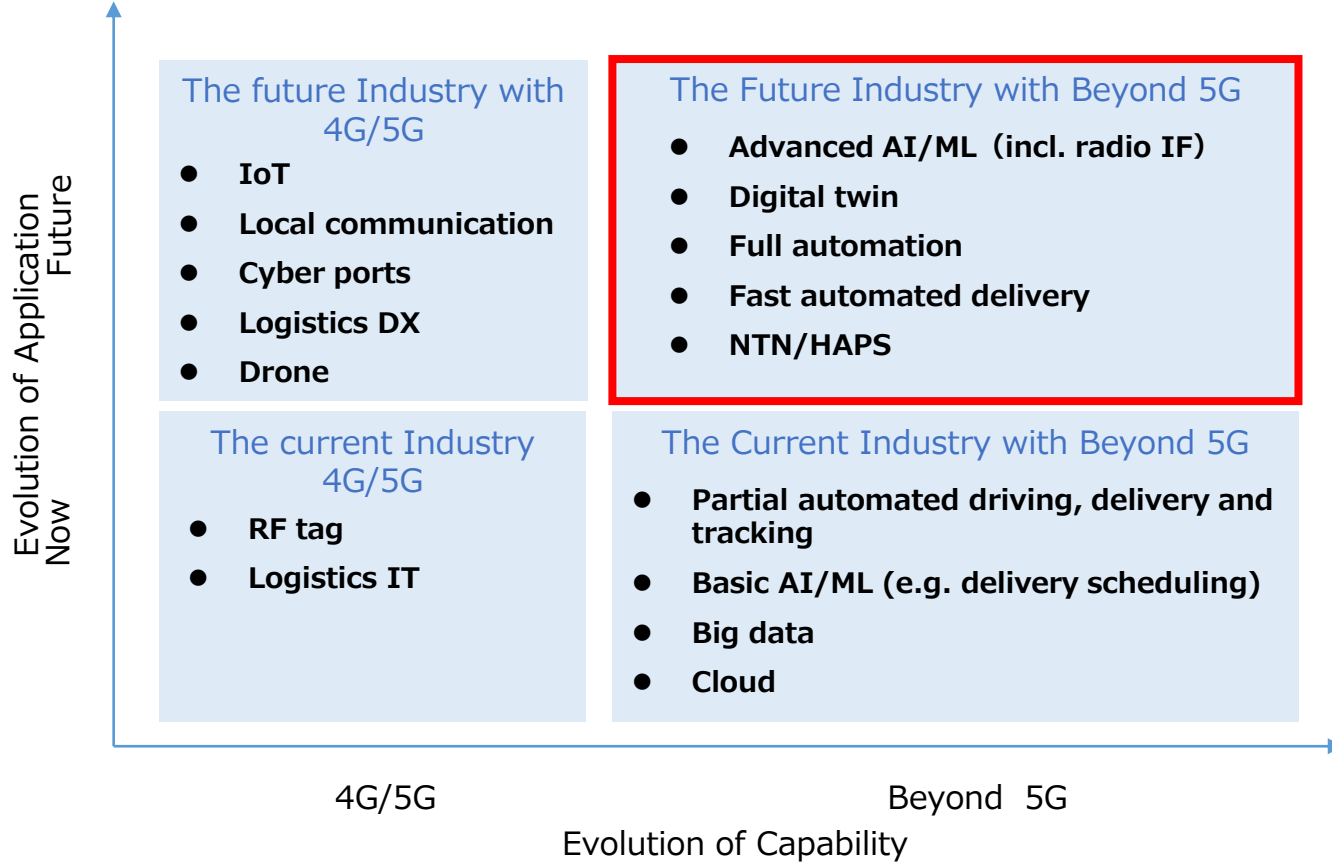 The future Industry with
4G/5G
● IoT
● Local communication
● Cyber ports
● Logistics DX
● Drone
The Future Industry with Beyond 5G
● Advanced AI/ML（incl. radio IF）
● Digital twin
● Full automation
● Fast automated delivery
● NTN/HAPS
The current Industry
4G/5G
● RF tag
● Logistics IT
The Current Industry with Beyond 5G
● Partial automated driving, delivery and
tracking
● Basic AI/ML (e.g. delivery scheduling)
● Big data
● Cloud
Evolution of Application
Now
Future
4G/5G
Beyond 5G
Evolution of Capability